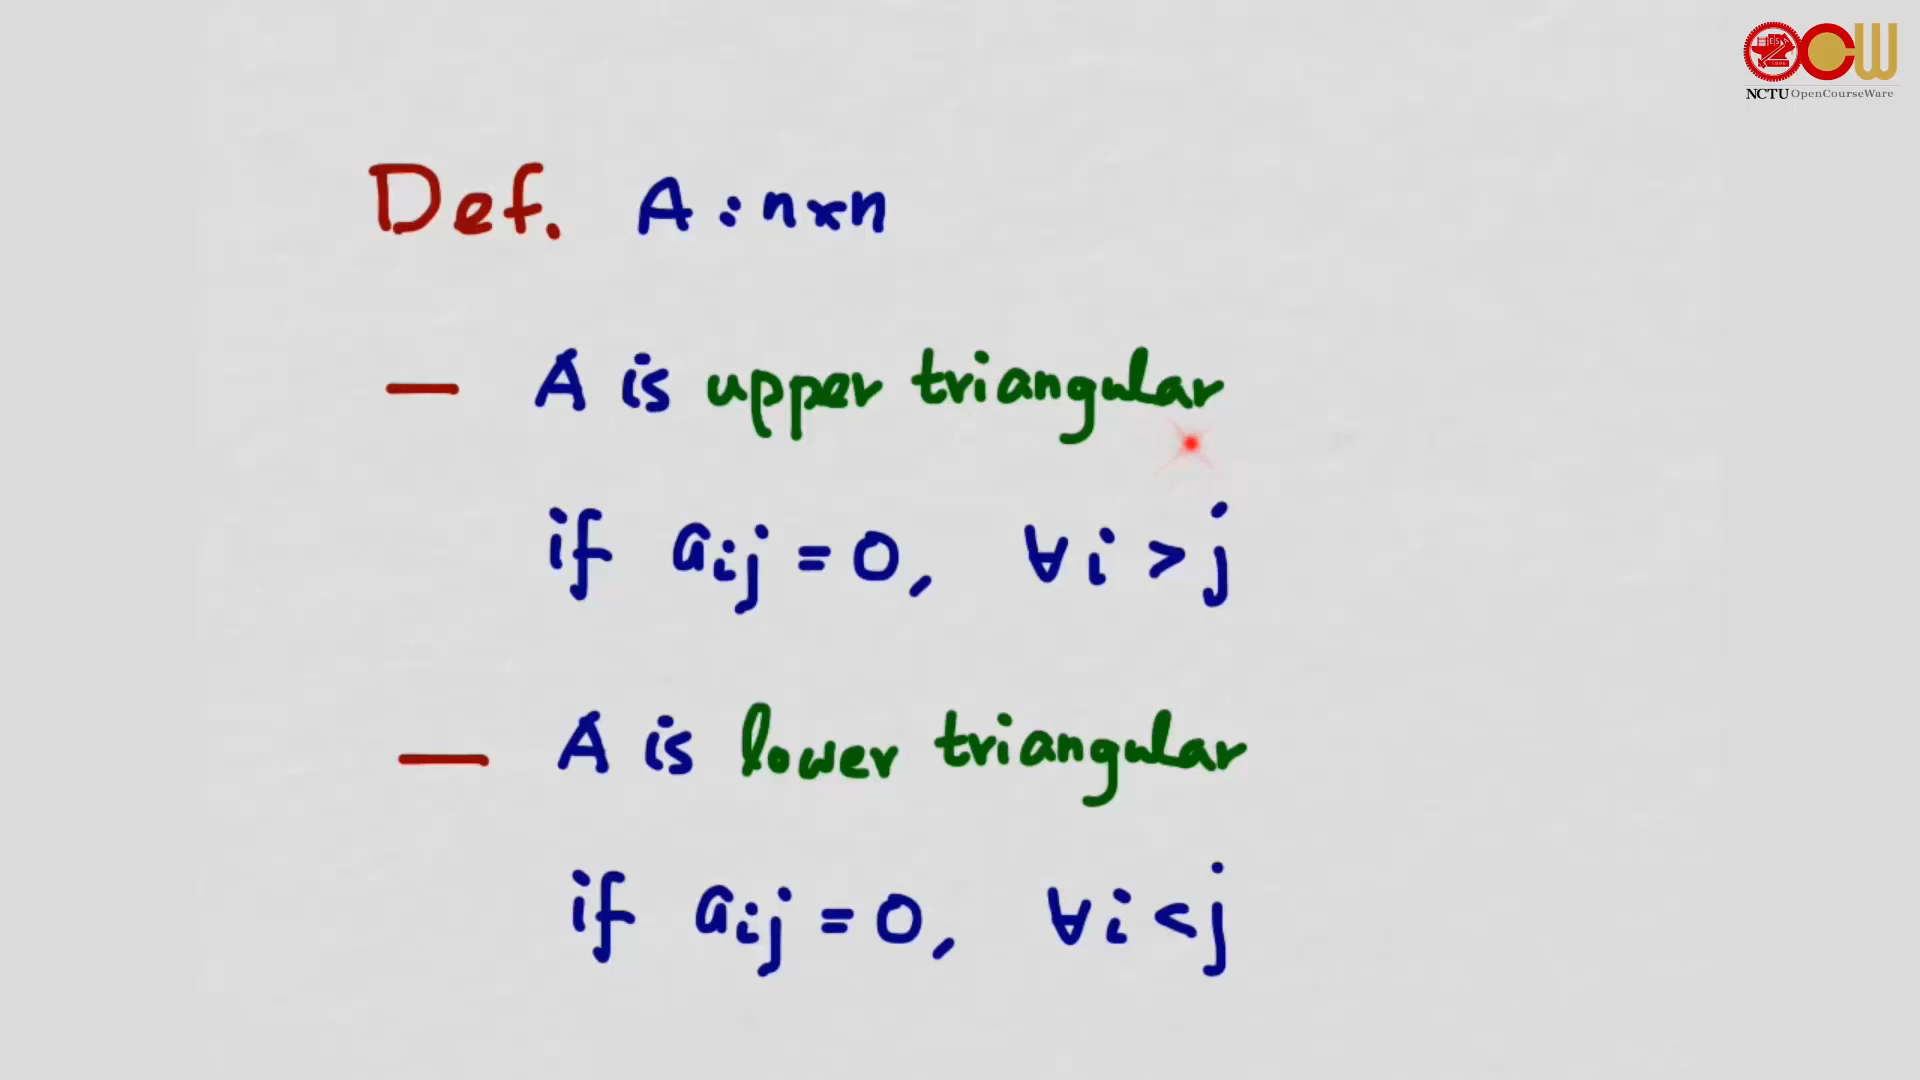 NCTU OpenCourseWare
Def. A : n×n
— A is upper triangular
if aᵢⱼ = 0, ∀ i > j
— A is lower triangular
if aᵢⱼ = 0, ∀ i < j